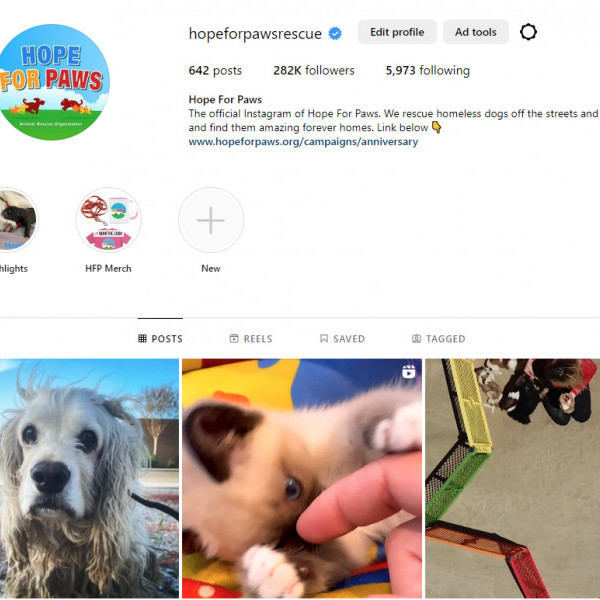 HOPE
FOR PAWS
Animal Rescue Organization
hopeforpawsrescue
Edit profile
Ad tools
642 posts
282K followers
5,973 following
Hope For Paws
The official Instagram of Hope For Paws. We rescue homeless dogs off the streets and
and find them amazing forever homes. Link below 👇
www.hopeforpaws.org/campaigns/anniversary
hlights
HFP Merch
New
POSTS
REELS
SAVED
TAGGED